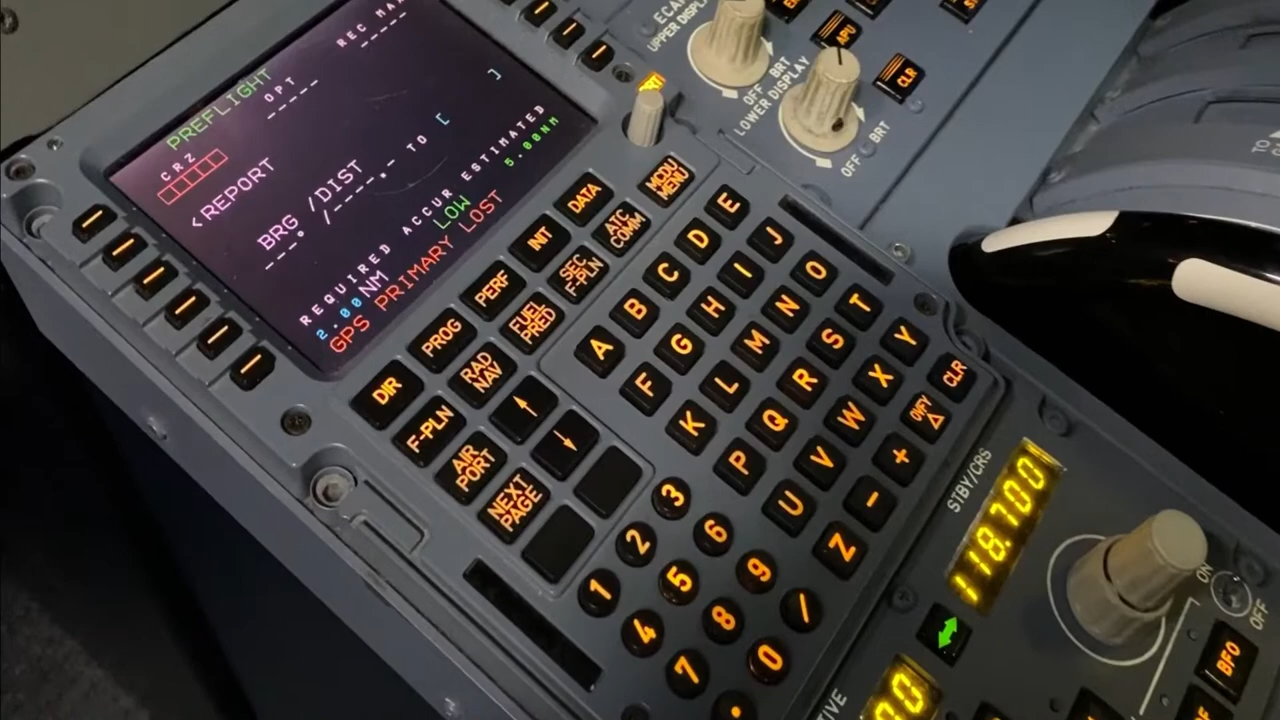 PREFLIGHT
CRZ OPT REC MAX
----- -----
<REPORT ]
BRG /DIST
---° /----.- TO [
REQUIRED ACCUR ESTIMATED
2.00NM LOW 5.00NM
GPS PRIMARY LOST
BRT
DIR PROG PERF INIT DATA MCDU MENU
F-PLN RAD NAV FUEL PRED SEC F-PLN ATC COMM
AIR PORT ↑
NEXT PAGE ↓
A B C D E
F G H I J
K L M N O
P Q R S T
U V W X Y
Z - + OVFY Δ CLR
1 2 3
4 5 6
7 8 9
. 0 /
UPPER DISPLAY
OFF BRT
LOWER DISPLAY
OFF BRT
APU
CLR
TO
STBY/CRS
118.700
ON
OFF
BFO